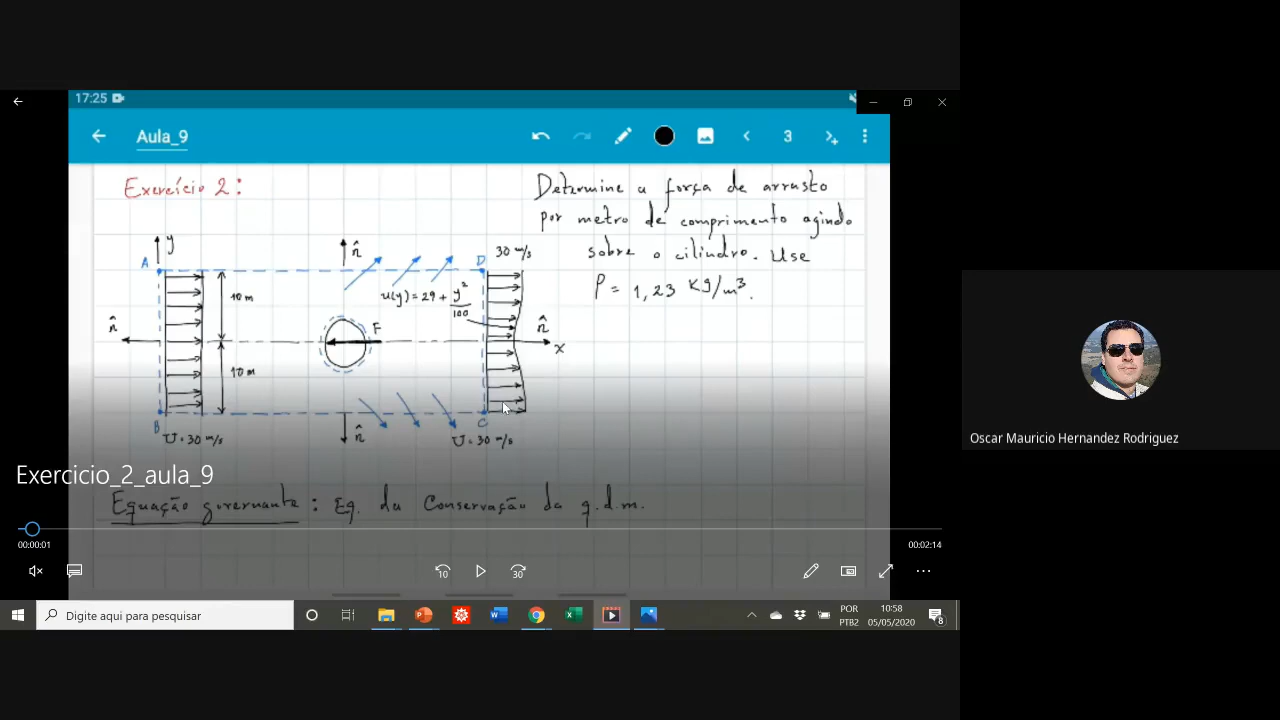 17:25
Aula_9
3
Exercício 2:
Determine a força de arrasto
por metro de comprimento agindo
sobre o cilindro. Use
ρ = 1,23 Kg/m³.
y
A
n̂
D
30 m/s
10 m
u(y) = 29 + y²/100
n̂
F
n̂
x
10 m
B
U = 30 m/s
n̂
C
U = 30 m/s
Exercicio_2_aula_9
Equação governante: Eq. da Conservação da q.d.m.
00:00:01
00:02:14
10
30
Oscar Mauricio Hernandez Rodriguez
Digite aqui para pesquisar
POR
PTB2
10:58
05/05/2020
8